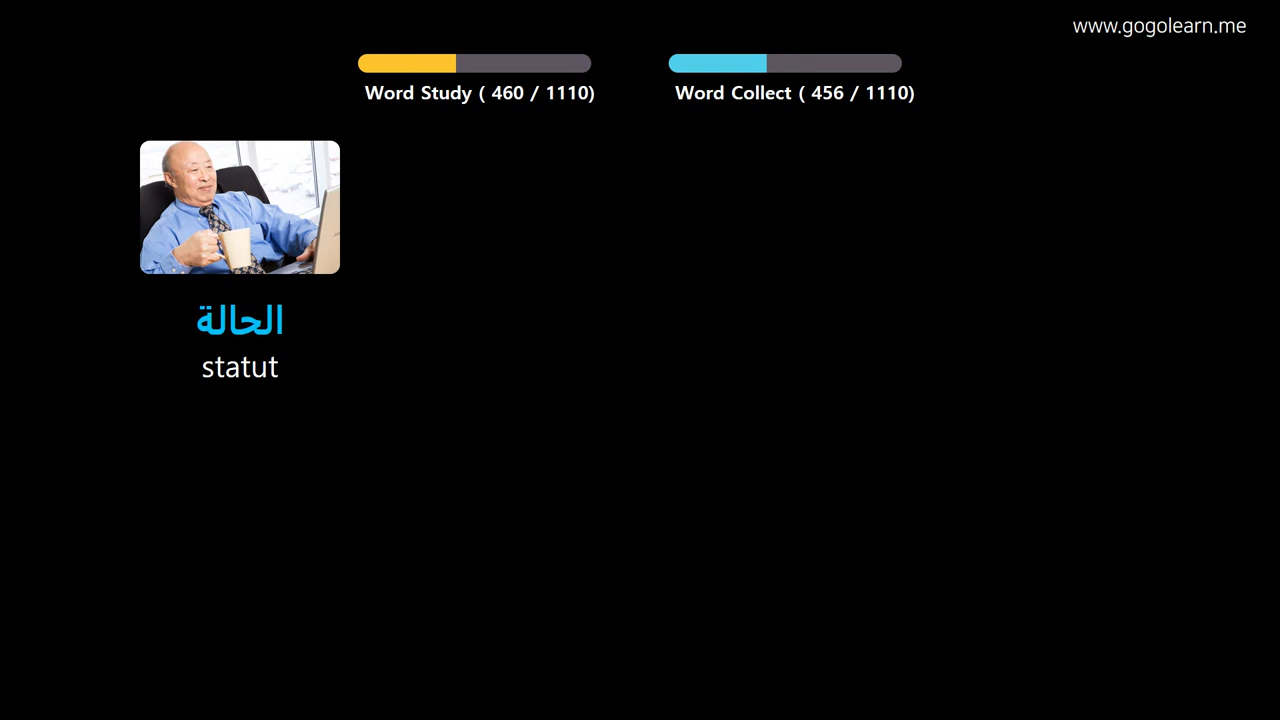 www.gogolearn.me
Word Study ( 460 / 1110)
Word Collect ( 456 / 1110)
الحالة
statut